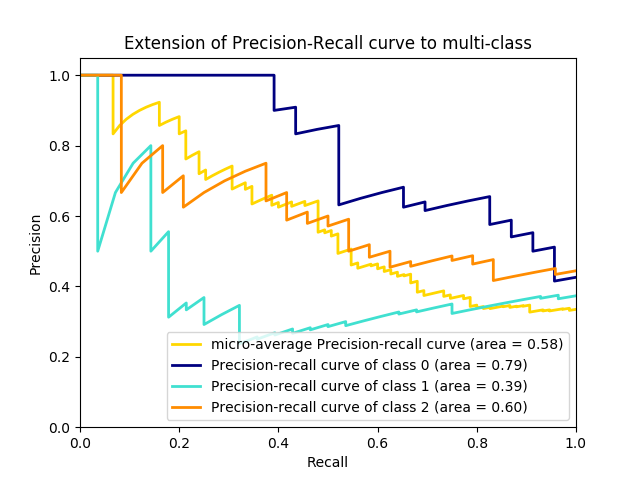 Extension of Precision-Recall curve to multi-class
Precision
1.0
0.8
0.6
0.4
0.2
0.0
micro-average Precision-recall curve (area = 0.58)
Precision-recall curve of class 0 (area = 0.79)
Precision-recall curve of class 1 (area = 0.39)
Precision-recall curve of class 2 (area = 0.60)
0.0 0.2 0.4 0.6 0.8 1.0
Recall